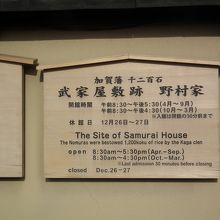 加賀藩 千二百石
武家屋敷跡 野村家
開館時間 午前8:30~午後5:30(4月~9月)
午前8:30~午後4:30(10月~3月)
※入館は閉館の30分前まで
休館日 12月26日~27日
The Site of Samurai House
The Nomuras were bestowed 1,200koku of rice by the Kaga clan
open 8:30am~5:30pm(Apr.~Sep.)
8:30am~4:30pm(Oct.~Mar.)
※Last admission 30 minutes before closing
closed Dec.26-27